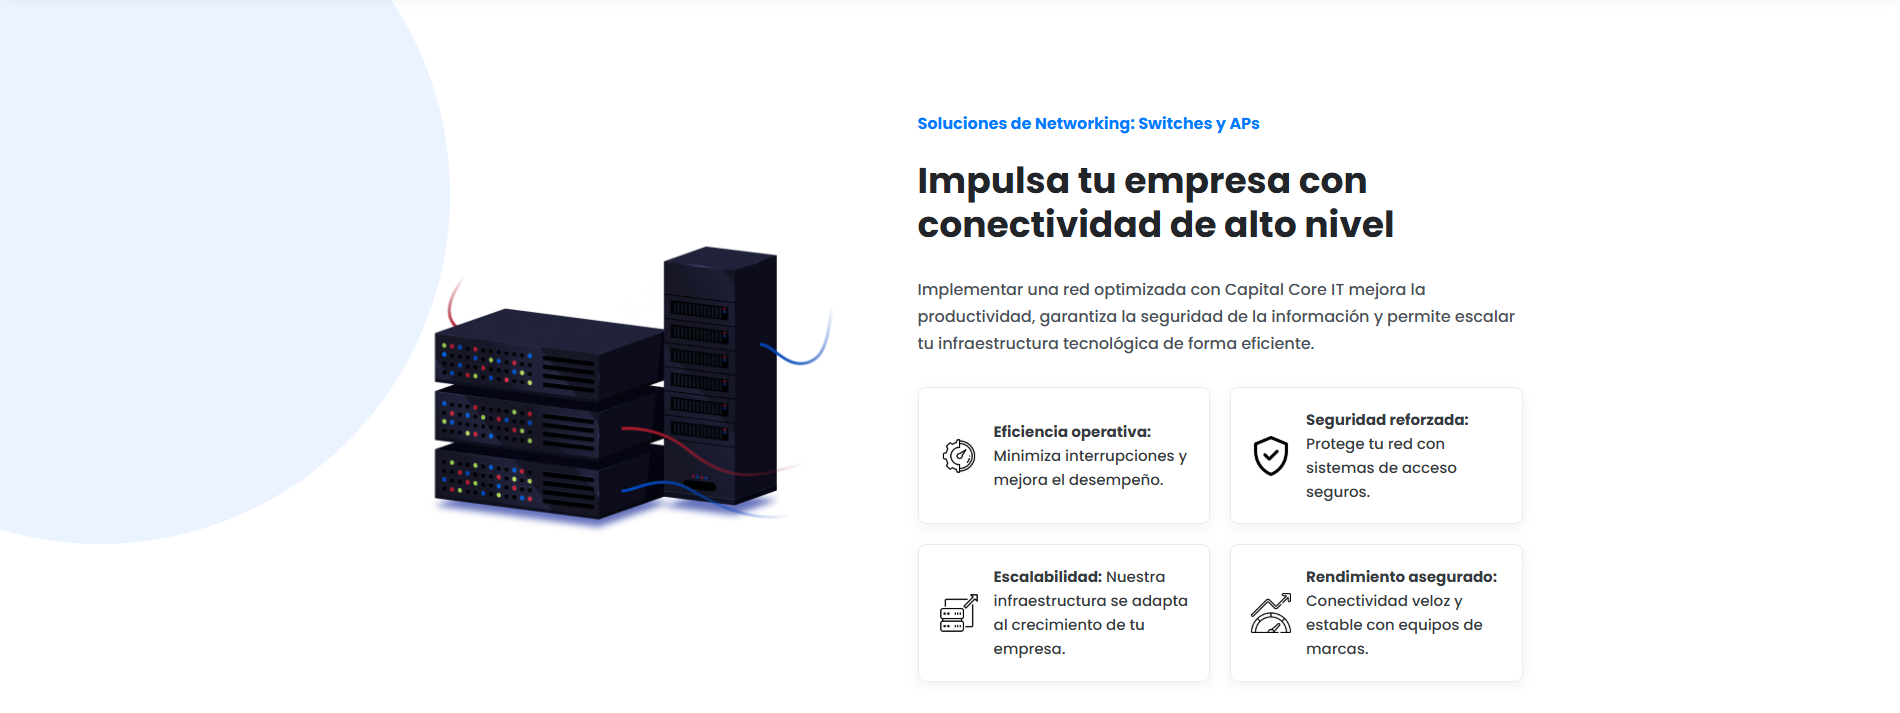 Soluciones de Networking: Switches y APs
Impulsa tu empresa con
conectividad de alto nivel
Implementar una red optimizada con Capital Core IT mejora la
productividad, garantiza la seguridad de la información y permite escalar
tu infraestructura tecnológica de forma eficiente.
Eficiencia operativa:
Minimiza interrupciones y
mejora el desempeño.
Seguridad reforzada:
Protege tu red con
sistemas de acceso
seguros.
Escalabilidad: Nuestra
infraestructura se adapta
al crecimiento de tu
empresa.
Rendimiento asegurado:
Conectividad veloz y
estable con equipos de
marcas.